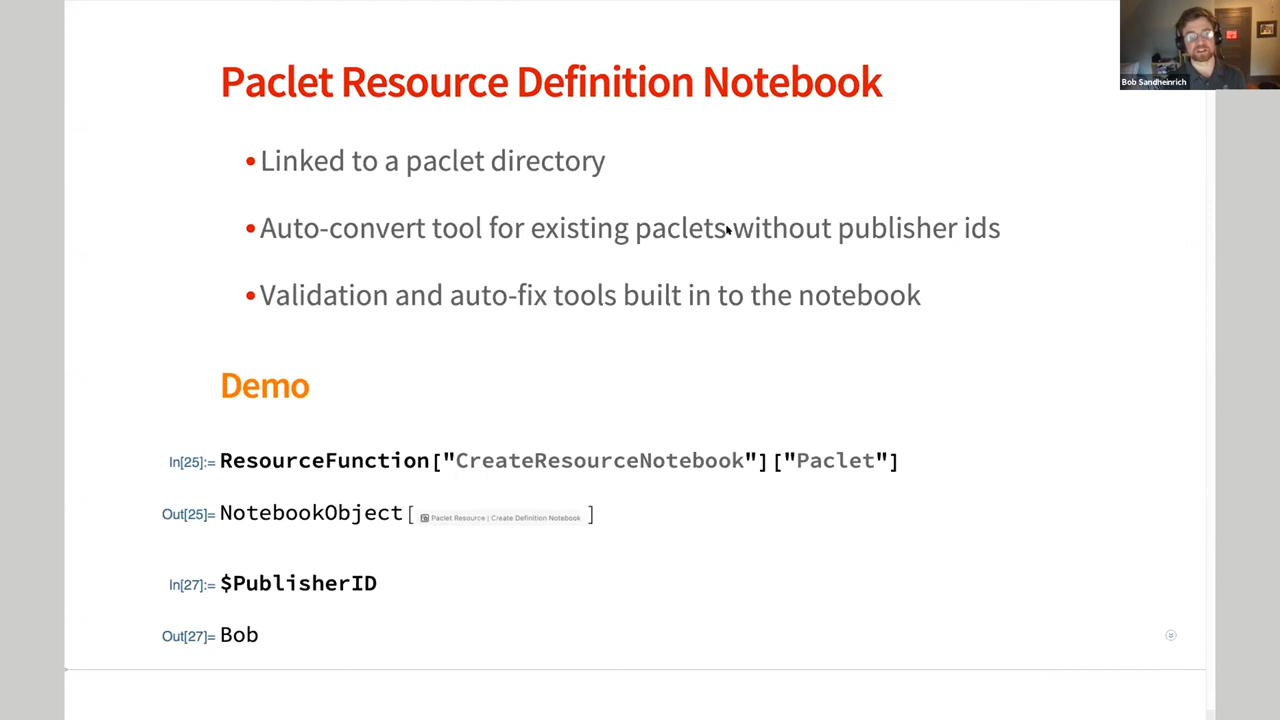 Paclet Resource Definition Notebook
Bob Sandheinrich
•Linked to a paclet directory
•Auto-convert tool for existing paclets without publisher ids
•Validation and auto-fix tools built in to the notebook
Demo
In[25]:= ResourceFunction["CreateResourceNotebook"]["Paclet"]
Out[25]= NotebookObject[ Paclet Resource | Create Definition Notebook ]
In[27]:= $PublisherID
Out[27]= Bob